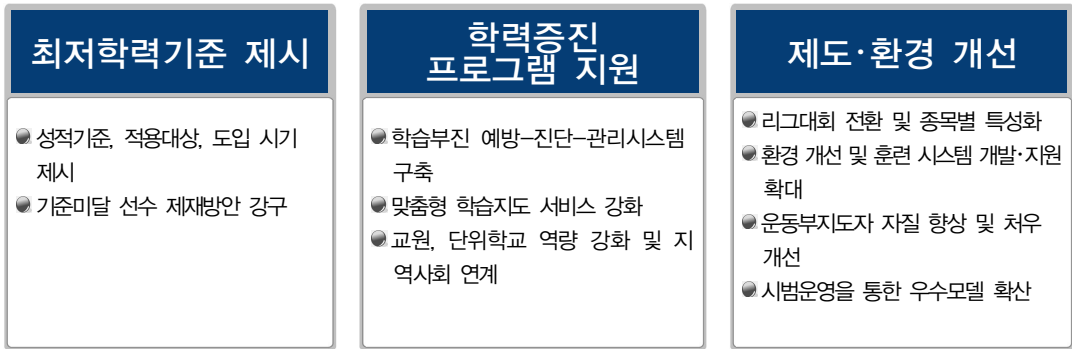 최저학력기준 제시
● 성적기준, 적용대상, 도입 시기
제시
● 기준미달 선수 제재방안 강구
학력증진
프로그램 지원
● 학습부진 예방-진단-관리시스템
구축
● 맞춤형 학습지도 서비스 강화
● 교원, 단위학교 역량 강화 및 지
역사회 연계
제도·환경 개선
● 리그대회 전환 및 종목별 특성화
● 환경 개선 및 훈련 시스템 개발·지원
확대
● 운동부지도자 자질 향상 및 처우
개선
● 시범운영을 통한 우수모델 확산